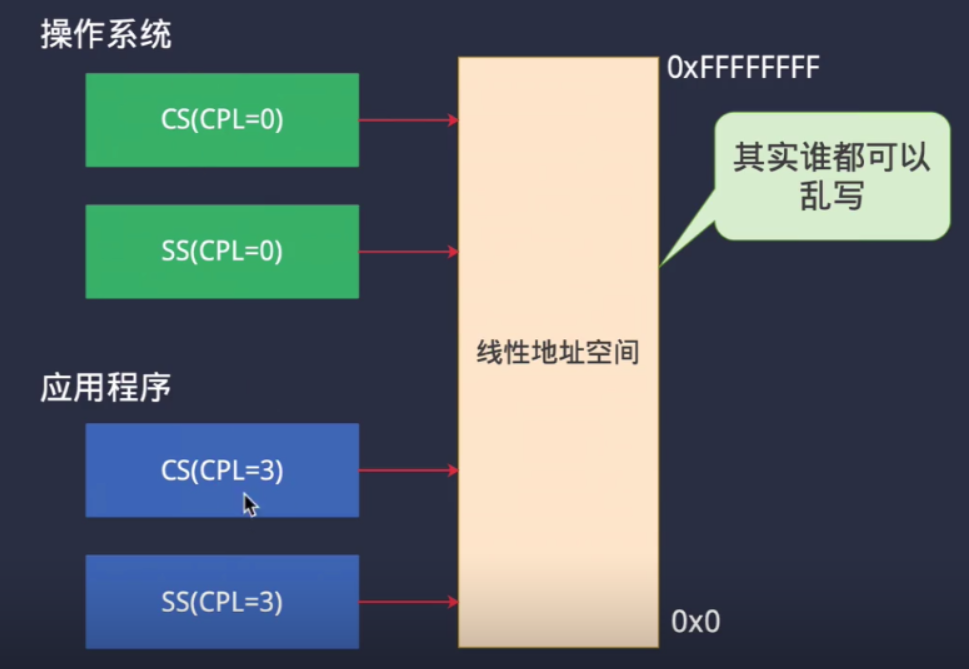 操作系统
CS(CPL=0)
SS(CPL=0)
应用程序
CS(CPL=3)
SS(CPL=3)
线性地址空间
0xFFFFFFFF
其实谁都可以
乱写
0x0